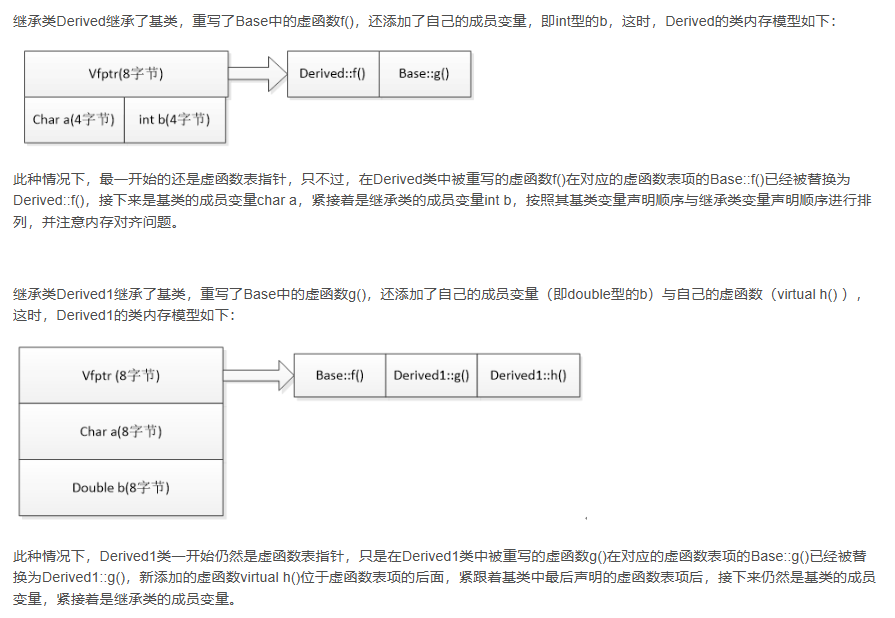 继承类Derived继承了基类，重写了Base中的虚函数f()，还添加了自己的成员变量，即int型的b，这时，Derived的类内存模型如下：
Vfptr(8字节)
Derived::f()
Base::g()
Char a(4字节)
int b(4字节)
此种情况下，最一开始的还是虚函数表指针，只不过，在Derived类中被重写的虚函数f()在对应的虚函数表项的Base::f()已经被替换为
Derived::f()，接下来是基类的成员变量char a，紧接着是继承类的成员变量int b，按照其基类变量声明顺序与继承类变量声明顺序进行排
列，并注意内存对齐问题。
继承类Derived1继承了基类，重写了Base中的虚函数g()，还添加了自己的成员变量（即double型的b）与自己的虚函数（virtual h() ），
这时，Derived1的类内存模型如下：
Vfptr (8字节)
Base::f()
Derived1::g()
Derived1::h()
Char a(8字节)
Double b(8字节)
此种情况下，Derived1类一开始仍然是虚函数表指针，只是在Derived1类中被重写的虚函数g()在对应的虚函数表项的Base::g()已经被替
换为Derived1::g()，新添加的虚函数virtual h()位于虚函数表项的后面，紧跟着基类中最后声明的虚函数表项后，接下来仍然是基类的成员
变量，紧接着是继承类的成员变量。